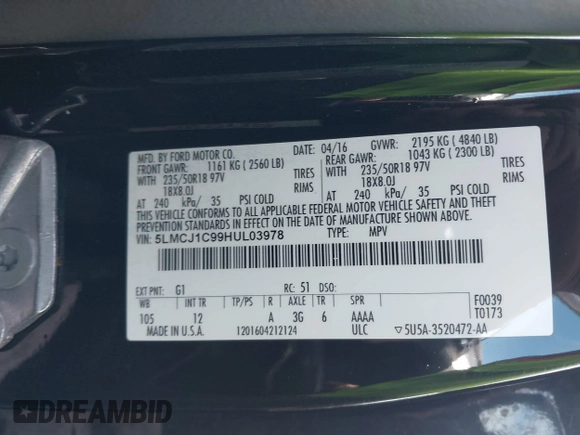 MFD. BY FORD MOTOR CO. DATE: 04/16 GVWR: 2195 KG ( 4840 LB)
FRONT GAWR: 1161 KG ( 2560 LB) REAR GAWR: 1043 KG ( 2300 LB)
WITH 235/50R18 97V TIRES WITH 235/50R18 97V TIRES
18X8.0J RIMS 18X8.0J RIMS
AT 240 kPa/ 35 PSI COLD AT 240 kPa/ 35 PSI COLD
THIS VEHICLE CONFORMS TO ALL APPLICABLE FEDERAL MOTOR VEHICLE SAFETY AND THEFT
PREVENTION STANDARDS IN EFFECT ON THE DATE OF MANUFACTURE SHOWN ABOVE.
VIN: 5LMCJ1C99HUL03978 TYPE: MPV
EXT PNT: G1 RC: 51 DSO:
WB INT TR TP/PS R AXLE TR SPR F0039
105 12 A 3G 6 AAAA T0173
MADE IN U.S.A. 1201604212124 ULC ▽5U5A-3520472-AA
DREAMBID